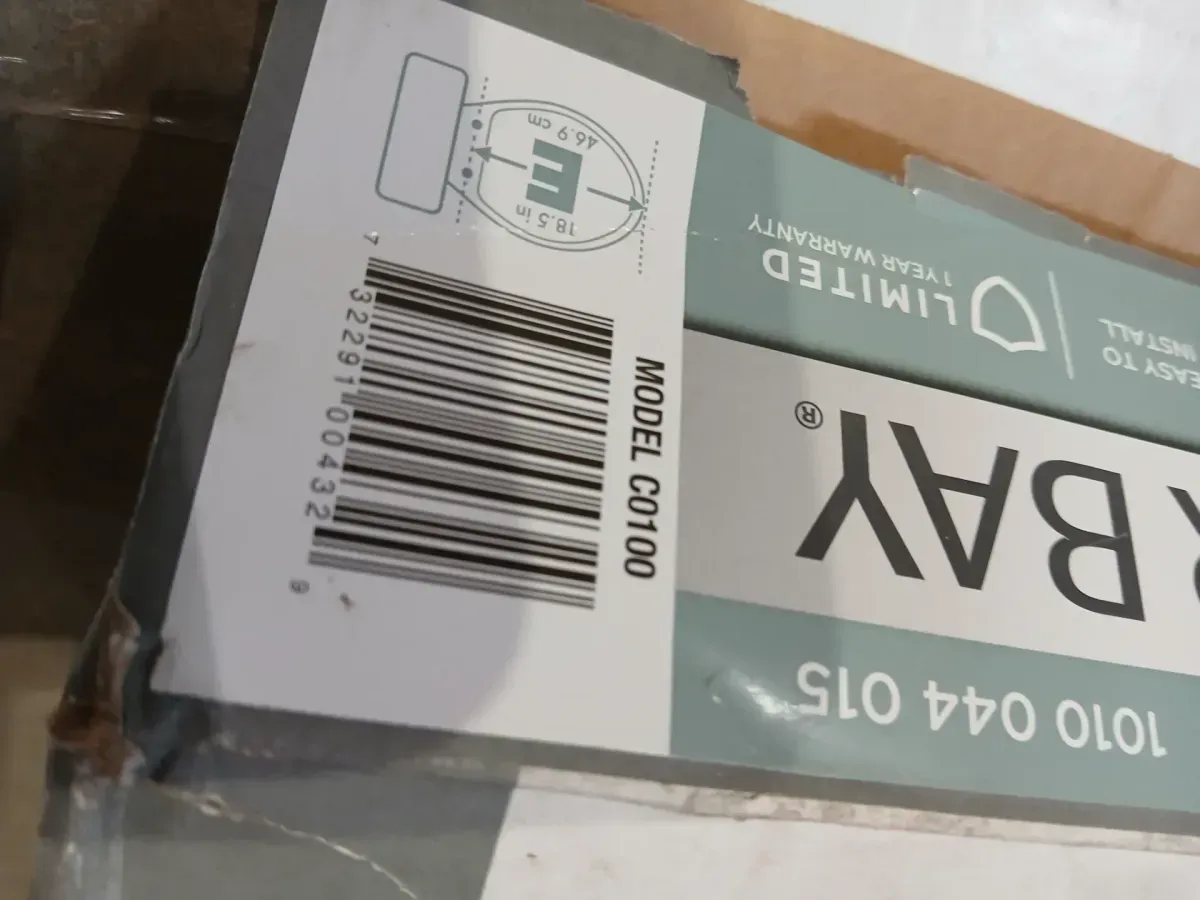 46.9 cm
E
18.5 in
7 32291 00432 9
MODEL C0100
EASY TO
INSTALL
LIMITED
1 YEAR WARRANTY
BAY®
1010 044 015